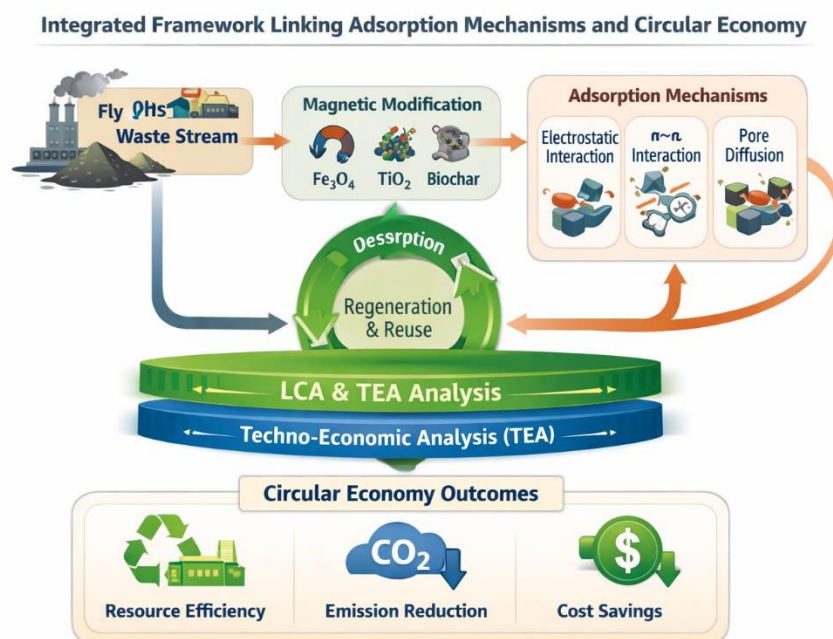 Integrated Framework Linking Adsorption Mechanisms and Circular Economy
Fly
Waste Stream
Magnetic Modification
Fe₃O₄ TiO₂ Biochar
Adsorption Mechanisms
Electrostatic
Interaction
Interaction
Pore
Diffusion
Dessrption
Regeneration
& Reuse
LCA & TEA Analysis
Techno-Economic Analysis (TEA)
Circular Economy Outcomes
Resource Efficiency
CO₂
Emission Reduction
$
Cost Savings